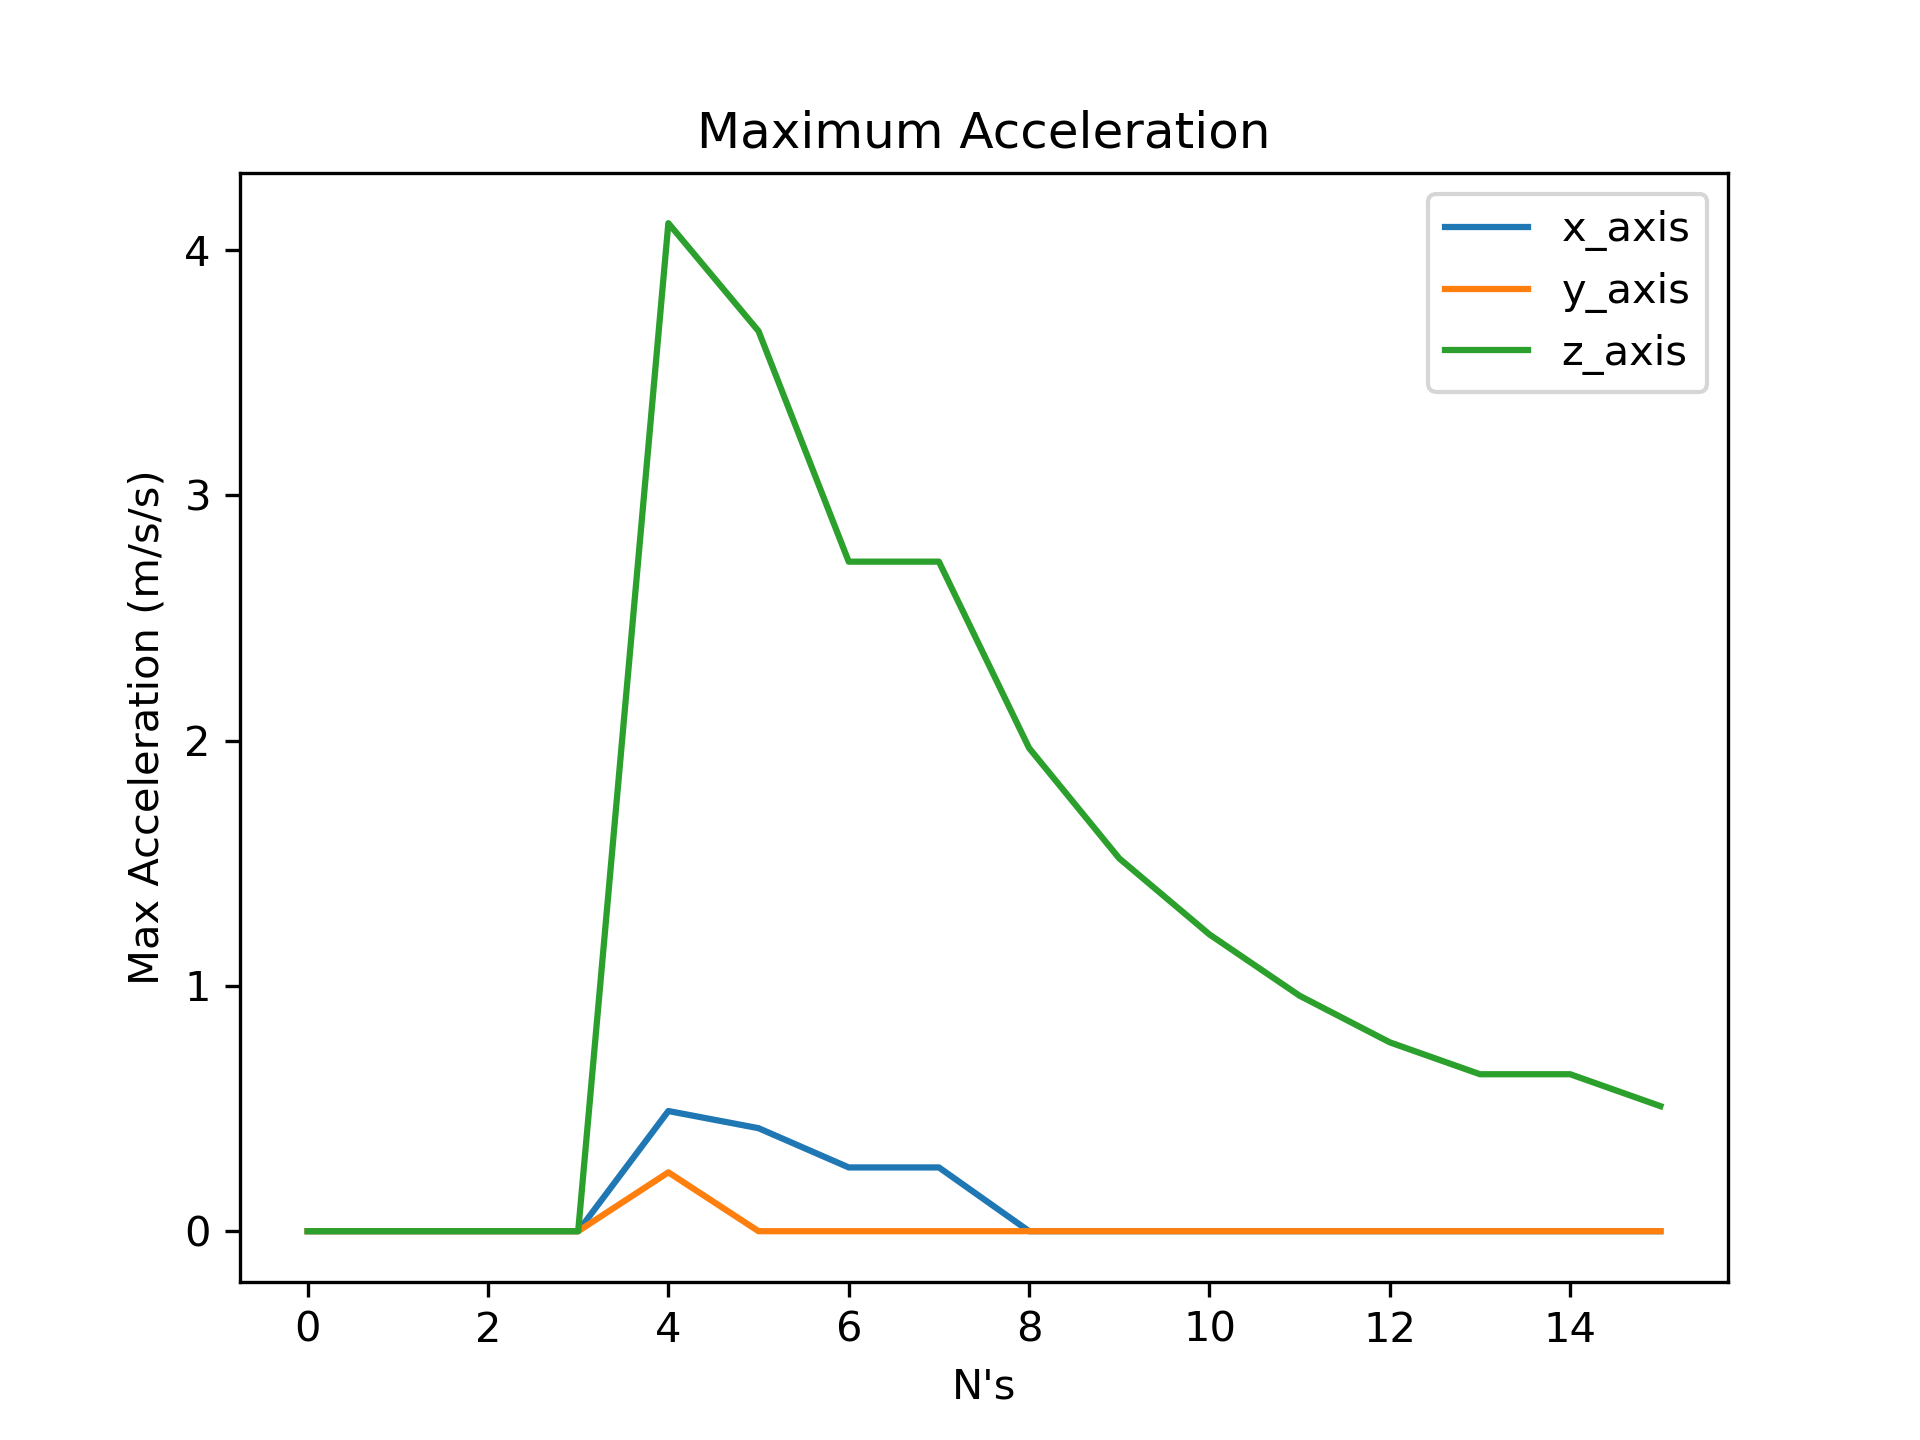 Maximum Acceleration
x_axis
y_axis
z_axis
4
3
2
1
0
Max Acceleration (m/s/s)
0 2 4 6 8 10 12 14
N's